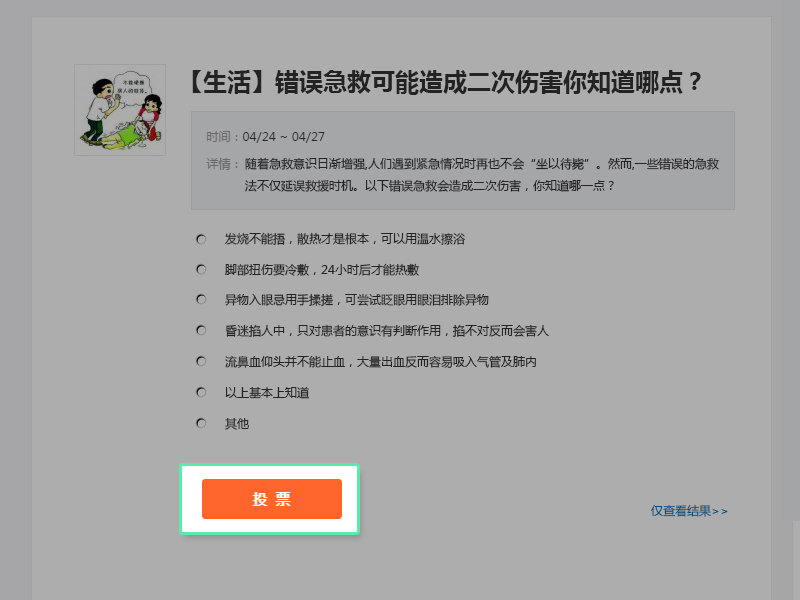 【生活】错误急救可能造成二次伤害你知道哪点？
时间：04/24 ~ 04/27
详情：随着急救意识日渐增强,人们遇到紧急情况时再也不会“坐以待毙”。然而,一些错误的急救
法不仅延误救援时机。以下错误急救会造成二次伤害，你知道哪一点？
发烧不能捂，散热才是根本，可以用温水擦浴
脚部扭伤要冷敷，24小时后才能热敷
异物入眼忌用手揉搓，可尝试眨眼用眼泪排除异物
昏迷掐人中，只对患者的意识有判断作用，掐不对反而会害人
流鼻血仰头并不能止血，大量出血反而容易吸入气管及肺内
以上基本上知道
其他
投 票
仅查看结果>>